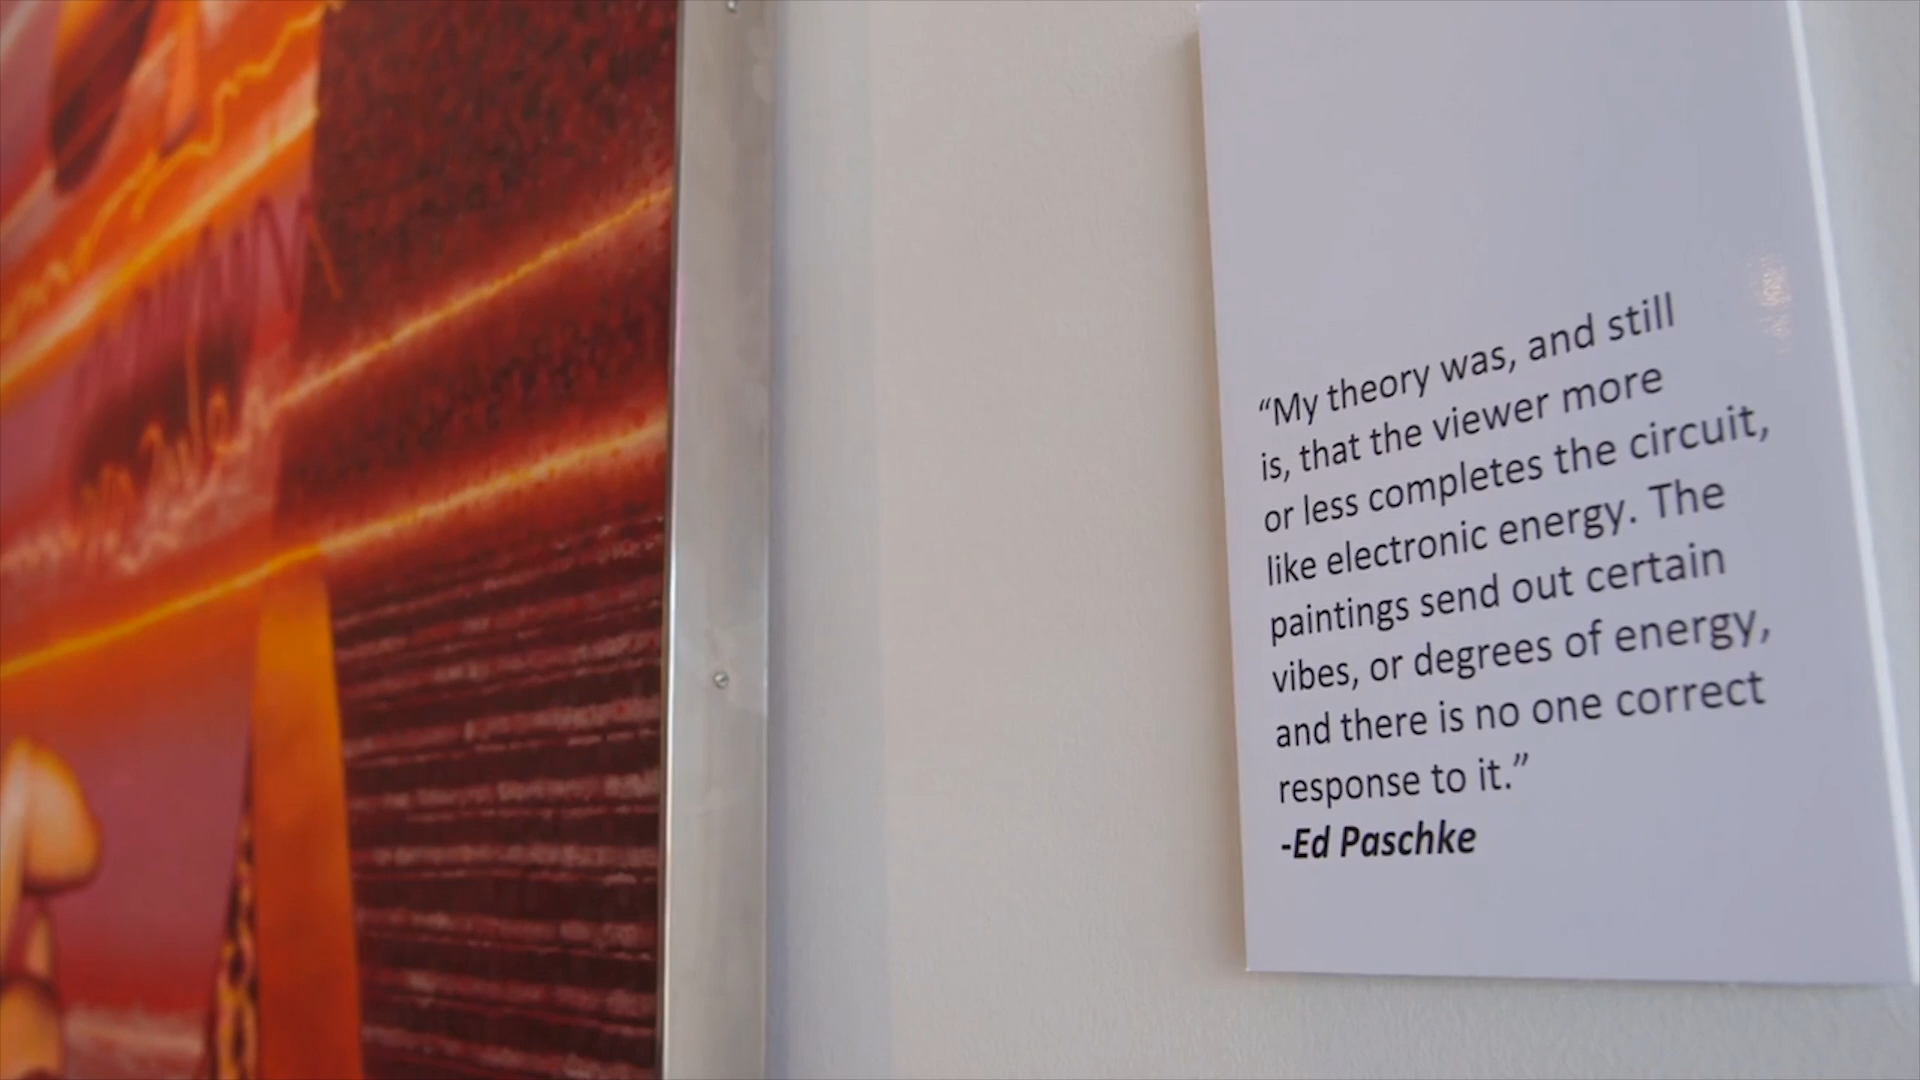 “My theory was, and still
is, that the viewer more
or less completes the circuit,
like electronic energy. The
paintings send out certain
vibes, or degrees of energy,
and there is no one correct
response to it.”
-Ed Paschke